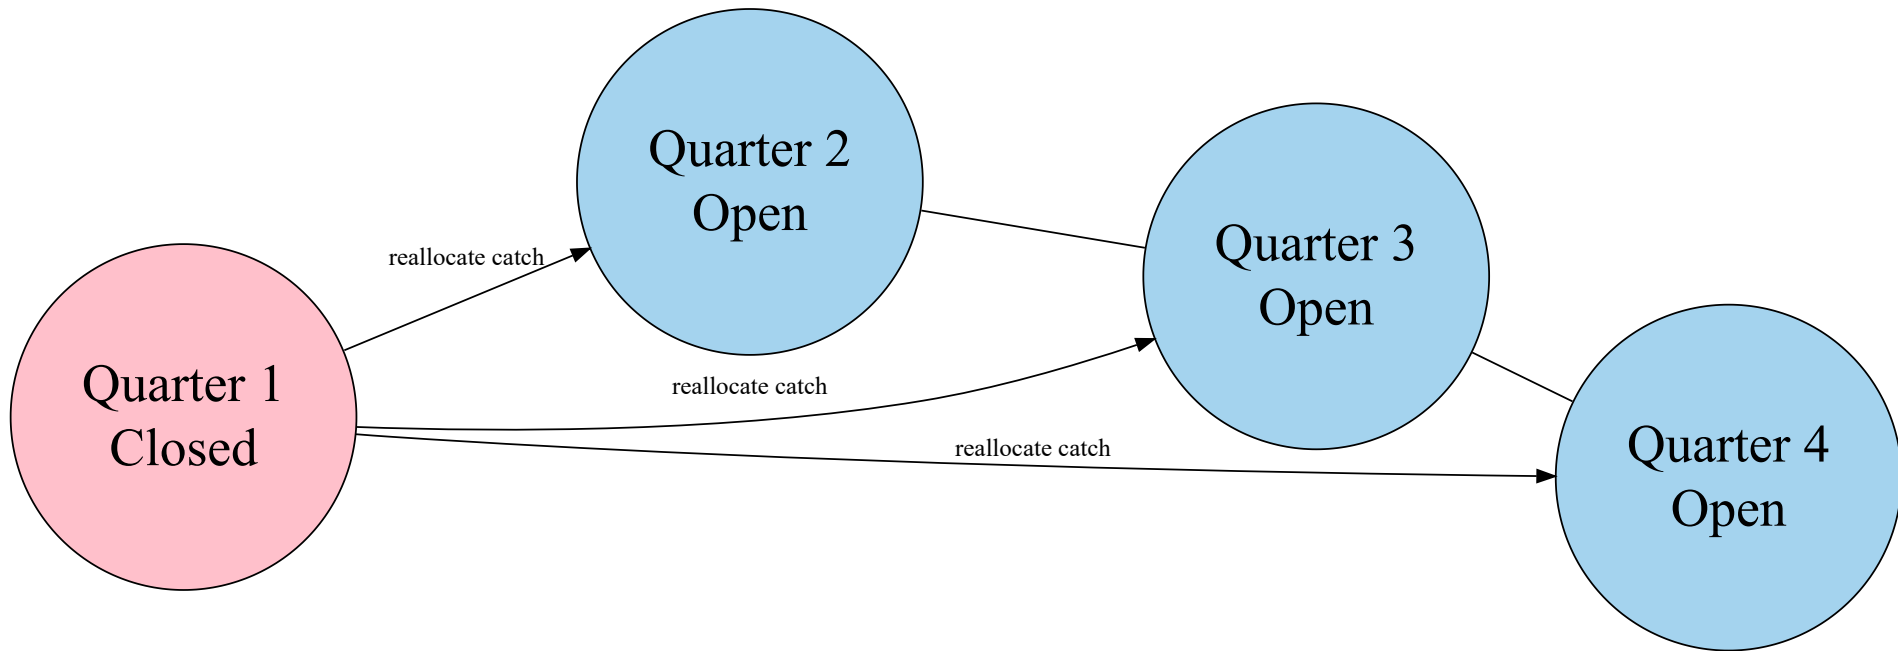 Quarter 1
Closed
reallocate catch
Quarter 2
Open
reallocate catch
Quarter 3
Open
reallocate catch
Quarter 4
Open